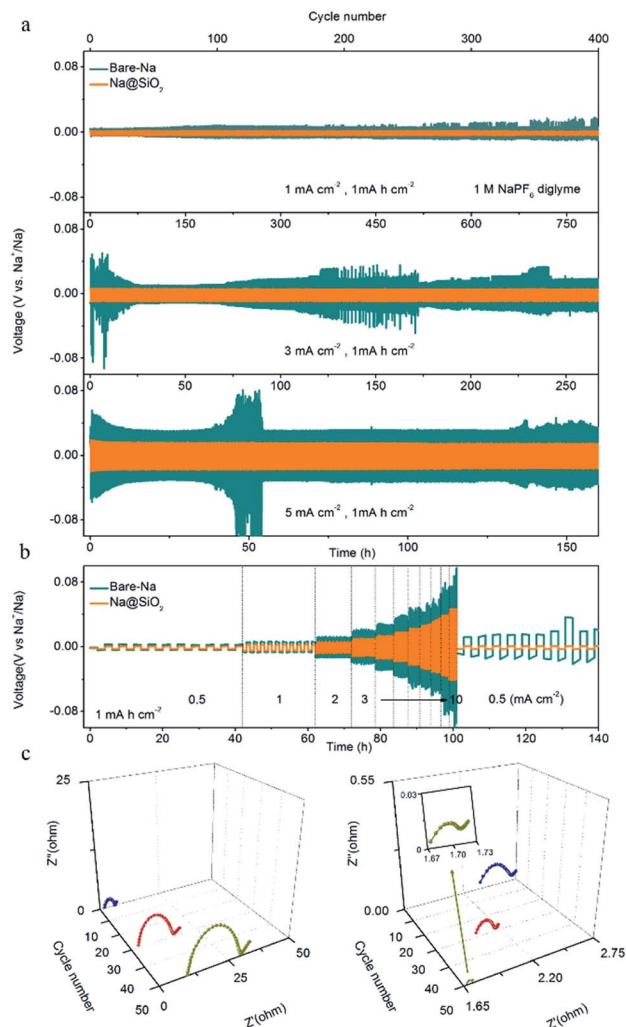 a
Cycle number
0 100 200 300 400
Bare-Na
Na@SiO₂
0.08
0.00
-0.08
1 mA cm⁻² , 1mA h cm⁻²
1 M NaPF₆ diglyme
0 150 300 450 600 750
Voltage (V vs. Na⁺/Na)
0.00
-0.08
3 mA cm⁻² , 1mA h cm⁻²
0 50 100 150 200 250
0.08
0.00
-0.08
5 mA cm⁻² , 1mA h cm⁻²
0 50 100 150
Time (h)
b
Voltage(V vs Na⁺/Na)
0.08
0.00
-0.08
Bare-Na
Na@SiO₂
0.5 1 2 3 10 0.5 (mA cm⁻²)
1 mA h cm⁻²
0 20 40 60 80 100 120 140
Time (h)
c
25
Z''(ohm)
0
10
20
30
40
50
Cycle number
0
25
50
Z'(ohm)
0.55
Z''(ohm)
0.00
0.03
0
1.67 1.70 1.73
10
20
30
40
50
Cycle number
1.65
2.20
2.75
Z'(ohm)